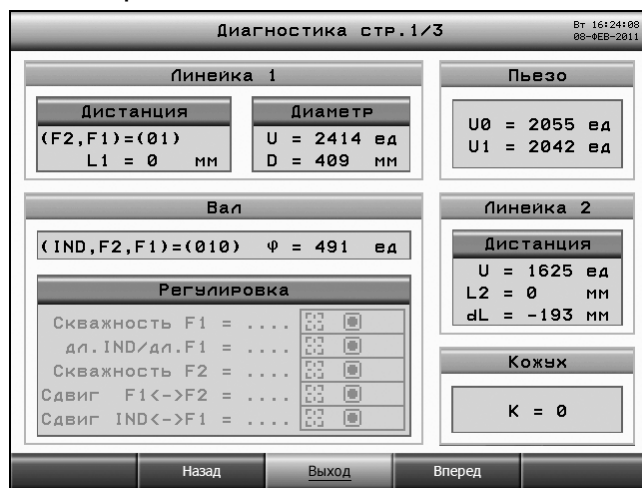 Диагностика стр.1/3
Вт 16:24:08
08-ФЕВ-2011
Линейка 1
Дистанция
(F2,F1)=(01)
L1 = 0 мм
Диаметр
U = 2414 ед
D = 409 мм
Пьезо
U0 = 2055 ед
U1 = 2042 ед
Вал
(IND,F2,F1)=(010) φ = 491 ед
Регулировка
Скважность F1 = ....
дл.IND/дл.F1 = ....
Скважность F2 = ....
Сдвиг F1<->F2 = ....
Сдвиг IND<->F1 = ....
Линейка 2
Дистанция
U = 1625 ед
L2 = 0 мм
dL = -193 мм
Кожух
K = 0
Назад
Выход
Вперед